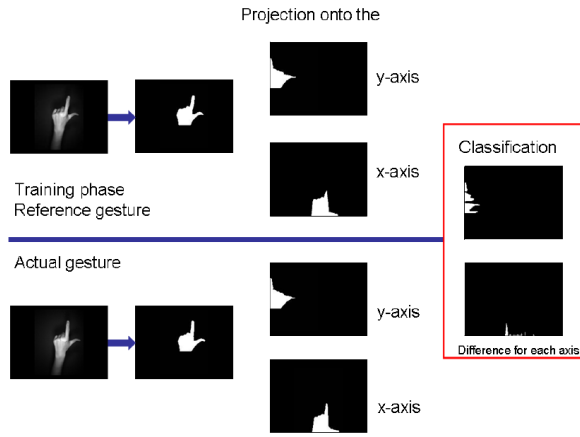 Projection onto the
y-axis
x-axis
Training phase
Reference gesture
Classification
Actual gesture
y-axis
x-axis
Difference for each axis